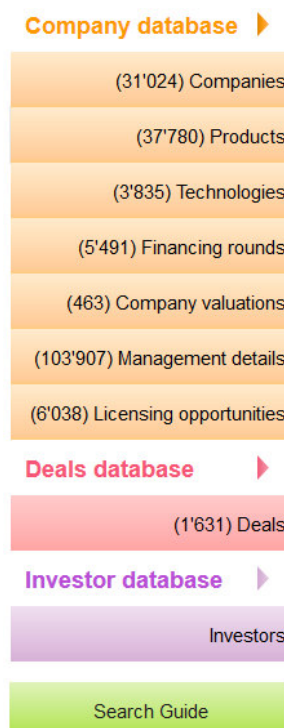 Company database
(31'024) Companies
(37'780) Products
(3'835) Technologies
(5'491) Financing rounds
(463) Company valuations
(103'907) Management details
(6'038) Licensing opportunities
Deals database
(1'631) Deals
Investor database
Investors
Search Guide